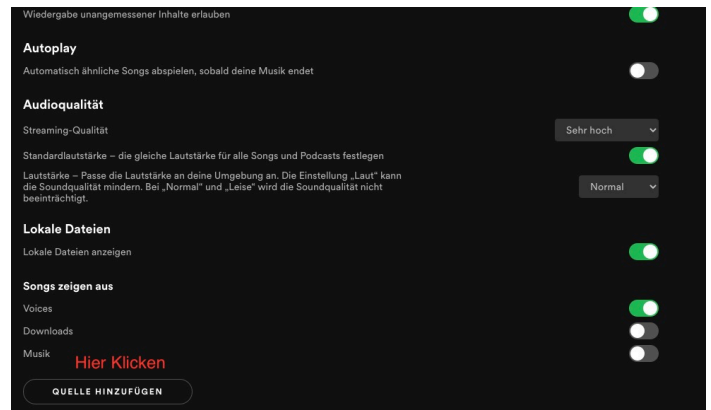 Wiedergabe unangemessener Inhalte erlauben
Autoplay
Automatisch ähnliche Songs abspielen, sobald deine Musik endet
Audioqualität
Streaming-Qualität
Sehr hoch
Standardlautstärke – die gleiche Lautstärke für alle Songs und Podcasts festlegen
Lautstärke – Passe die Lautstärke an deine Umgebung an. Die Einstellung „Laut“ kann
die Soundqualität mindern. Bei „Normal“ und „Leise“ wird die Soundqualität nicht
beeinträchtigt.
Normal
Lokale Dateien
Lokale Dateien anzeigen
Songs zeigen aus
Voices
Downloads
Musik
Hier Klicken
QUELLE HINZUFÜGEN